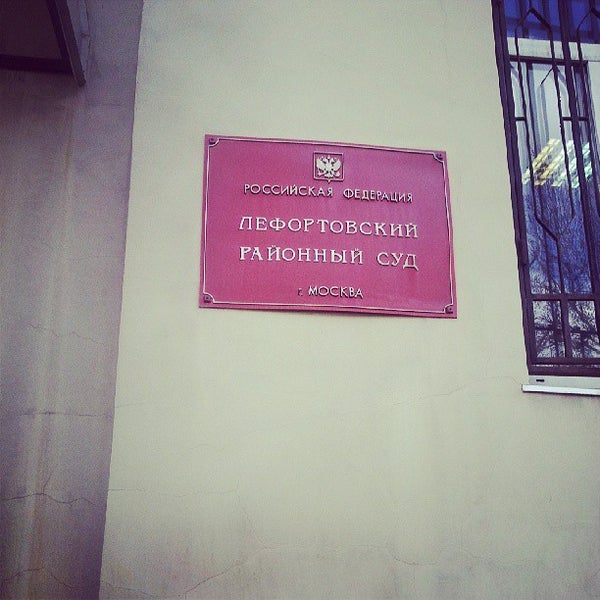 РОССИЙСКАЯ ФЕДЕРАЦИЯ
ЛЕФОРТОВСКИЙ
РАЙОННЫЙ СУД
г. МОСКВА